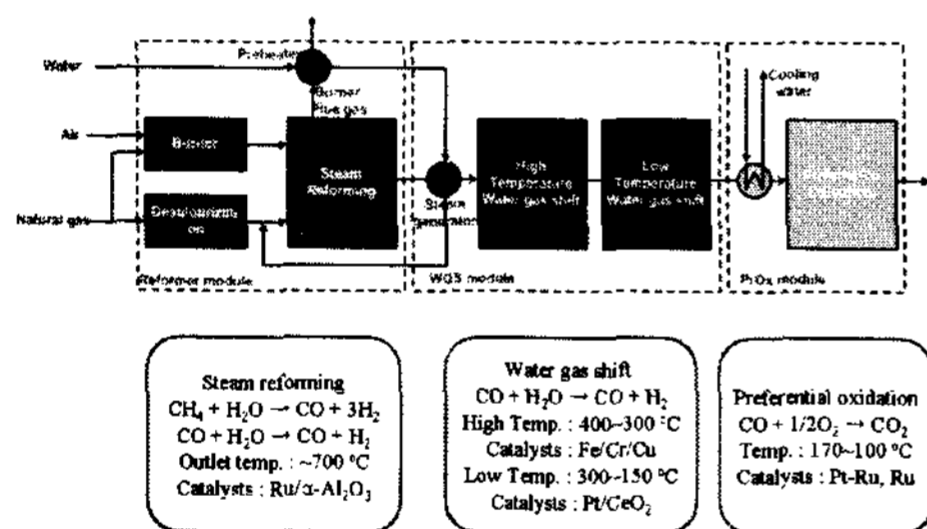 Preheater
Water
Burner
Flue gas
Cooling
water
Air
Burner
Steam
Reforming
High
Temperature
Water gas shift
Low
Temperature
Water gas shift
Natural gas
Steam
generator
Reformer module
WGS module
PrOx module
Steam reforming
CH₄ + H₂O → CO + 3H₂
CO + H₂O → CO + H₂
Outlet temp. : ~700 °C
Catalysts : Ru/α-Al₂O₃
Water gas shift
CO + H₂O → CO + H₂
High Temp. : 400~300 °C
Catalysts : Fe/Cr/Cu
Low Temp. : 300~150 °C
Catalysts : Pt/CeO₂
Preferential oxidation
CO + 1/2O₂ → CO₂
Temp. : 170~100 °C
Catalysts : Pt-Ru, Ru